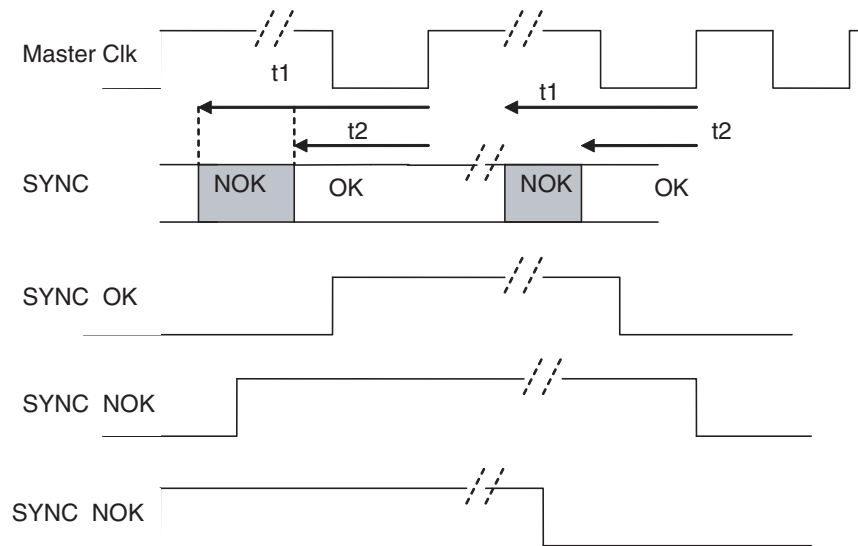 Master Clk
t1
t1
t2
t2
SYNC
NOK
OK
NOK
OK
SYNC OK
SYNC NOK
SYNC NOK